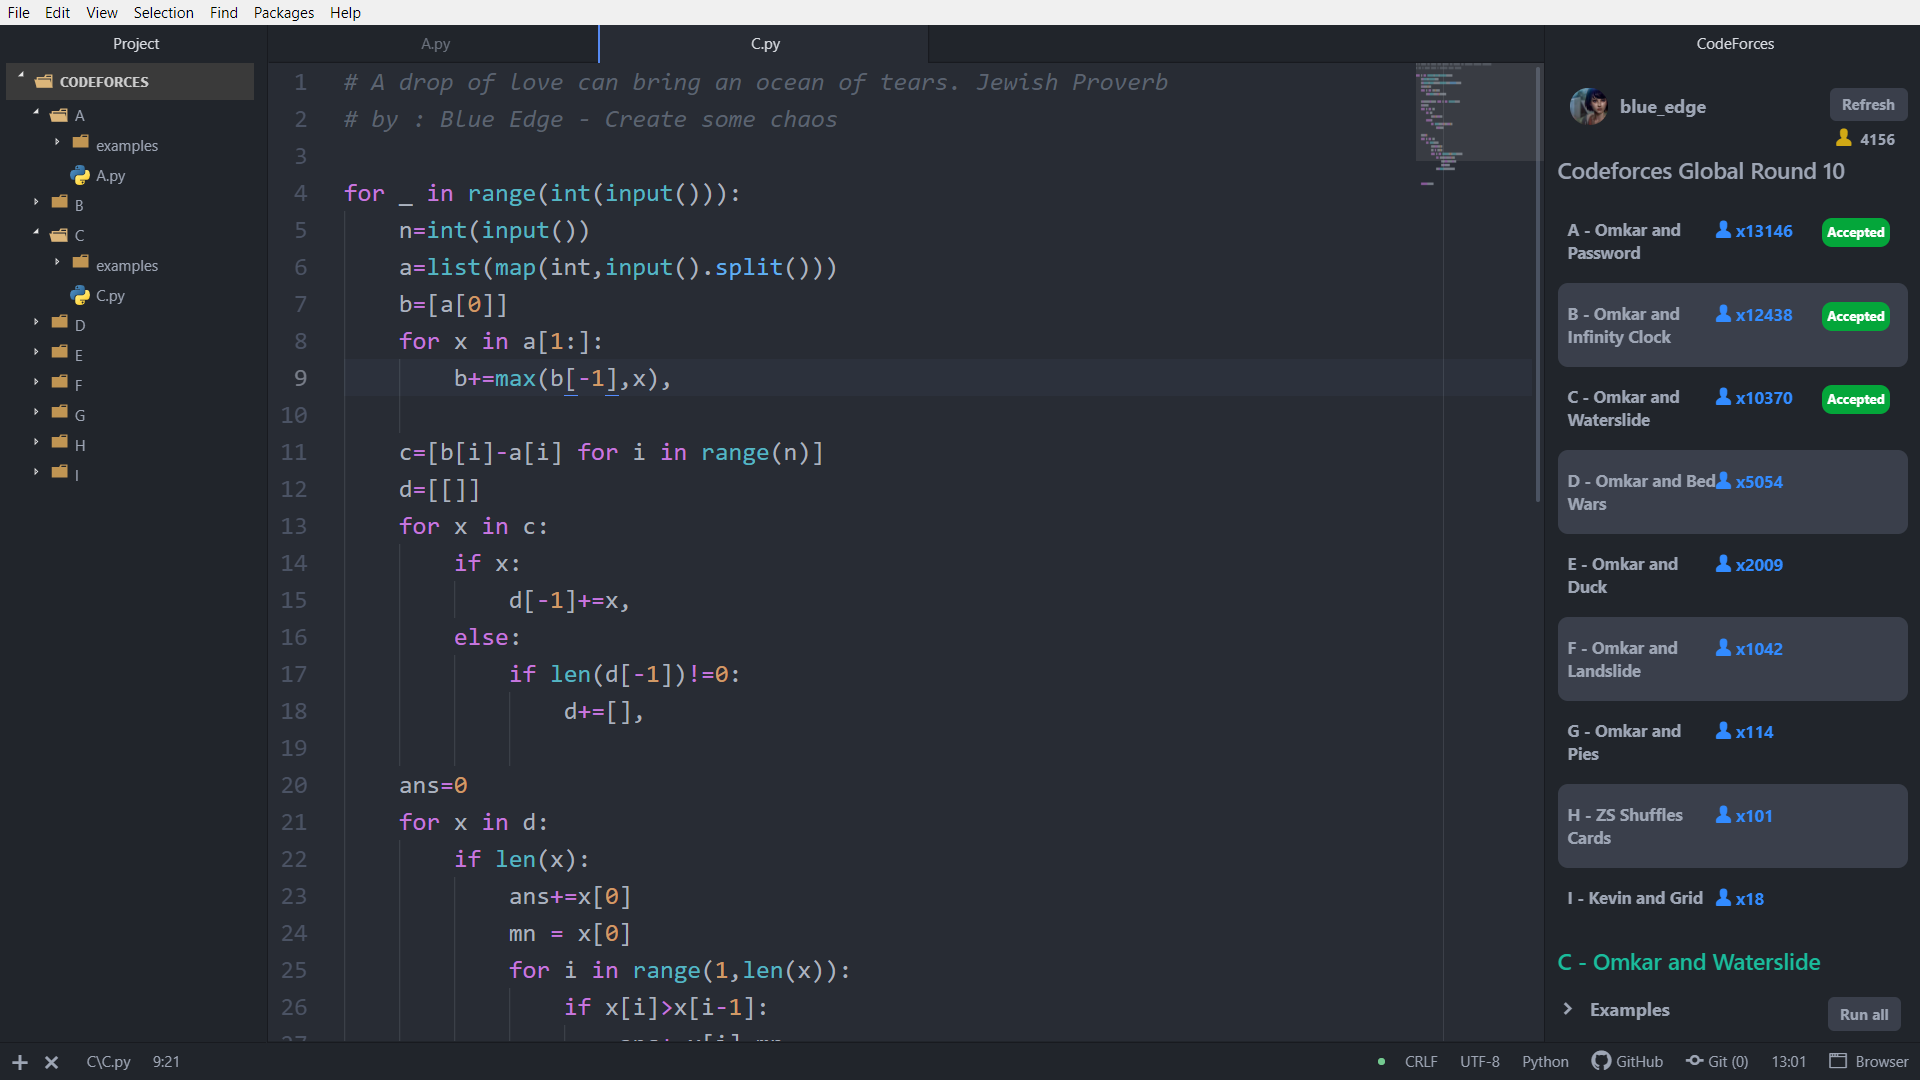 File Edit View Selection Find Packages Help
Project
CODEFORCES
A
examples
A.py
B
C
examples
C.py
D
E
F
G
H
I
A.py
C.py
1 # A drop of love can bring an ocean of tears. Jewish Proverb
2 # by : Blue Edge - Create some chaos
3
4 for _ in range(int(input())):
5     n=int(input())
6     a=list(map(int,input().split()))
7     b=[a[0]]
8     for x in a[1:]:
9         b+=max(b[-1],x),
10
11     c=[b[i]-a[i] for i in range(n)]
12     d=[[]]
13     for x in c:
14         if x:
15             d[-1]+=x,
16         else:
17             if len(d[-1])!=0:
18                 d+=[],
19
20     ans=0
21     for x in d:
22         if len(x):
23             ans+=x[0]
24             mn = x[0]
25             for i in range(1,len(x)):
26                 if x[i]>x[i-1]:
CodeForces
blue_edge
Refresh
4156
Codeforces Global Round 10
A - Omkar and x13146 Accepted
Password
B - Omkar and x12438 Accepted
Infinity Clock
C - Omkar and x10370 Accepted
Waterslide
D - Omkar and Bed x5054
Wars
E - Omkar and x2009
Duck
F - Omkar and x1042
Landslide
G - Omkar and x114
Pies
H - ZS Shuffles x101
Cards
I - Kevin and Grid x18
C - Omkar and Waterslide
Examples Run all
C\C.py 9:21 CRLF UTF-8 Python GitHub Git (0) 13:01 Browser